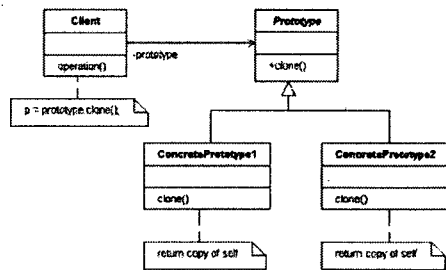 Client
Prototype
-prototype
operation()
+clone()
p = prototype.clone();
ConcretePrototype1
ConcretePrototype2
clone()
clone()
return copy of self
return copy of self